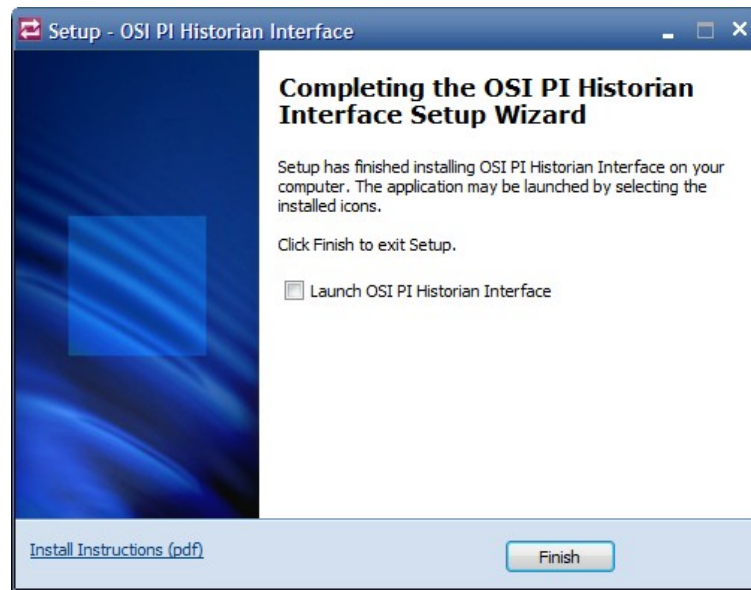 Setup - OSI PI Historian Interface
Completing the OSI PI Historian
Interface Setup Wizard
Setup has finished installing OSI PI Historian Interface on your
computer. The application may be launched by selecting the
installed icons.
Click Finish to exit Setup.
Launch OSI PI Historian Interface
Install Instructions (pdf)
Finish